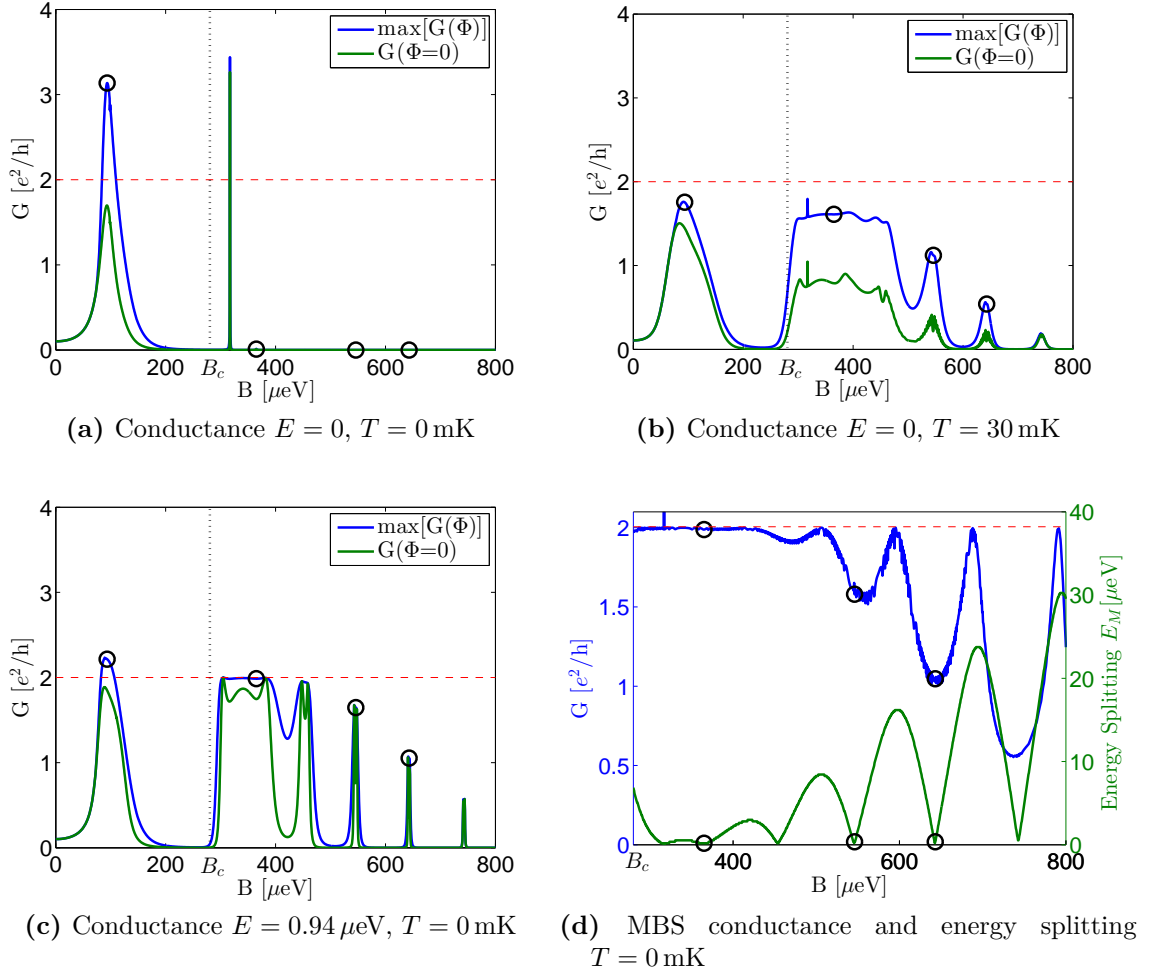 4
3
2
1
0
G [e²/h]
max[G(Φ)]
G(Φ=0)
0 200 B_c 400 600 800
B [μeV]
(a) Conductance E = 0, T = 0 mK
4
3
2
1
0
G [e²/h]
max[G(Φ)]
G(Φ=0)
0 200 B_c 400 600 800
B [μeV]
(b) Conductance E = 0, T = 30 mK
4
3
2
1
0
G [e²/h]
max[G(Φ)]
G(Φ=0)
0 200 B_c 400 600 800
B [μeV]
(c) Conductance E = 0.94 μeV, T = 0 mK
2
1.5
1
0.5
0
G [e²/h]
40
30
20
10
0
Energy Splitting E_M [μeV]
B_c 400 600 800
B [μeV]
(d) MBS conductance and energy splitting
T = 0 mK